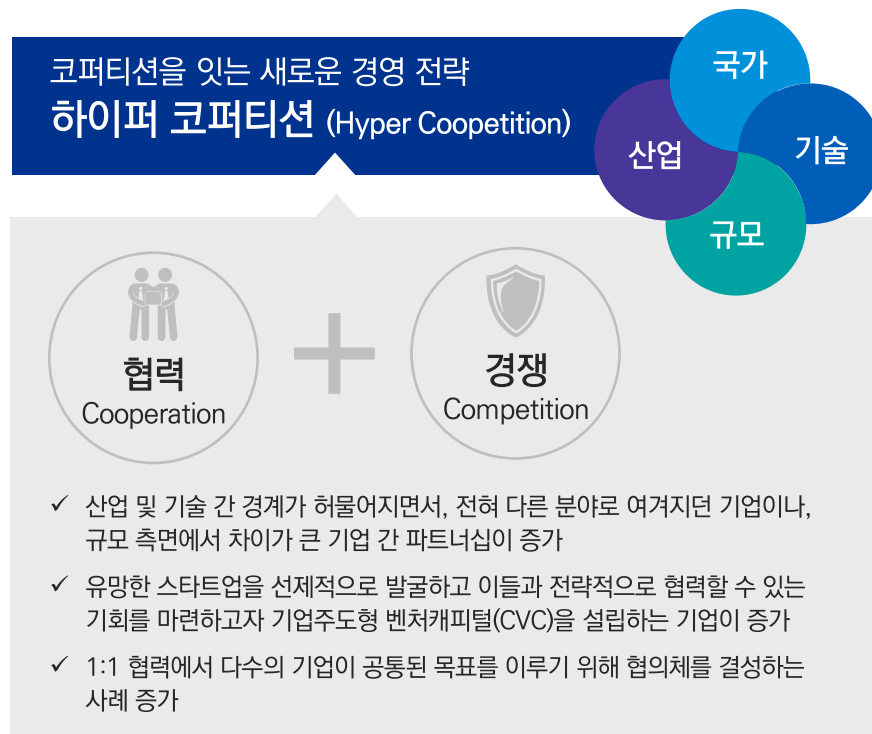 코퍼티션을 잇는 새로운 경영 전략
하이퍼 코퍼티션 (Hyper Coopetition)
국가
산업
기술
규모
협력
Cooperation
경쟁
Competition
✓ 산업 및 기술 간 경계가 허물어지면서, 전혀 다른 분야로 여겨지던 기업이나,
규모 측면에서 차이가 큰 기업 간 파트너십이 증가
✓ 유망한 스타트업을 선제적으로 발굴하고 이들과 전략적으로 협력할 수 있는
기회를 마련하고자 기업주도형 벤처캐피털(CVC)을 설립하는 기업이 증가
✓ 1:1 협력에서 다수의 기업이 공통된 목표를 이루기 위해 협의체를 결성하는
사례 증가